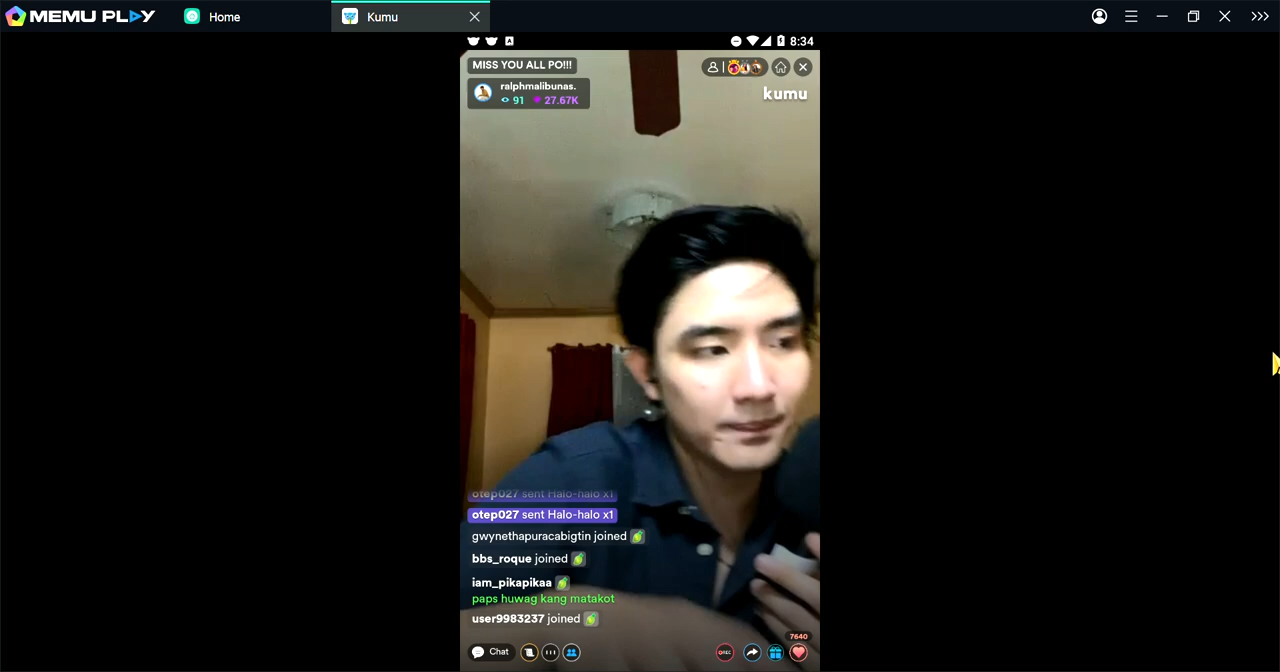 MEMU PLAY
Home
Kumu
8:34
MISS YOU ALL PO!!!
ralphmalibunas.
91 27.67K
kumu
otep027 sent Halo-halo x1
otep027 sent Halo-halo x1
gwynethapuracabigtin joined
bbs_roque joined
iam_pikapikaa
paps huwag kang matakot
user9983237 joined
7640
Chat